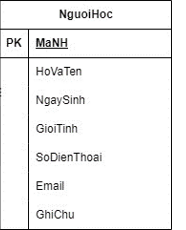 NguoiHoc
PK MaNH
HoVaTen
NgaySinh
GioiTinh
SoDienThoai
Email
GhiChu